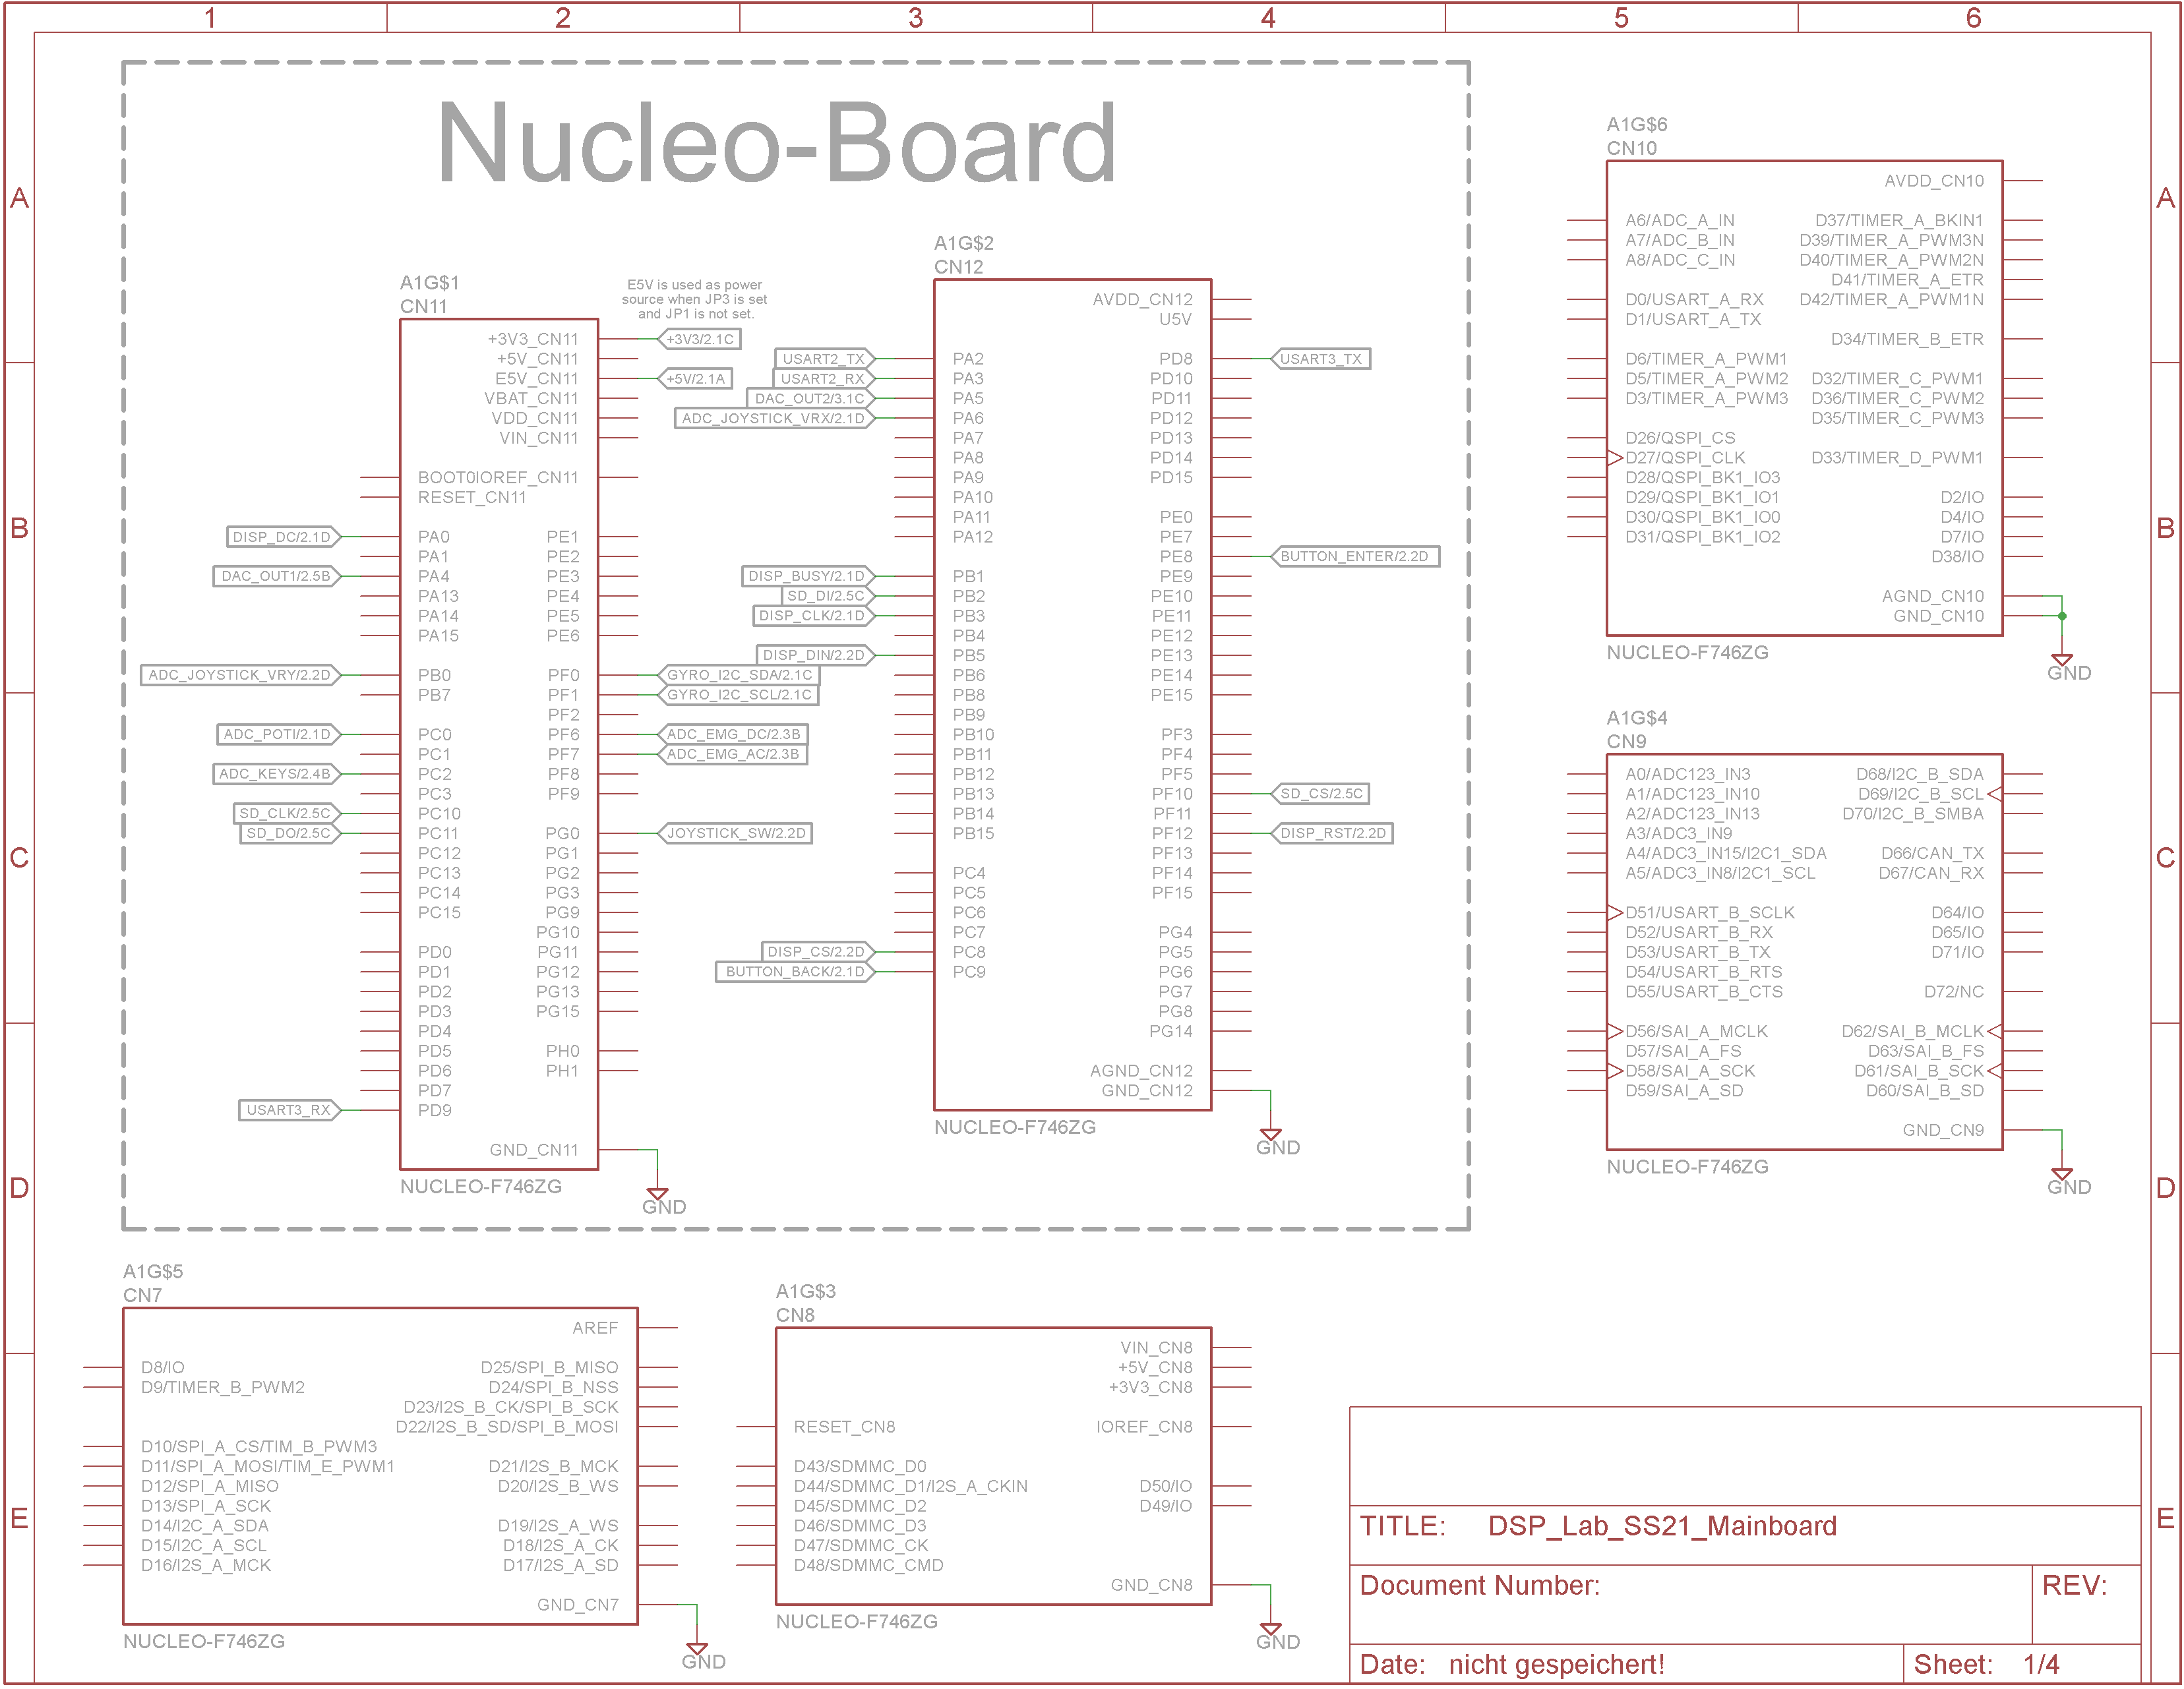 1 2 3 4 5 6
A
B
C
D
E
A
B
C
D
E
Nucleo-Board
A1G$1
CN11
E5V is used as power
source when JP3 is set
and JP1 is not set.
+3V3_CN11 +3V3/2.1C
+5V_CN11
E5V_CN11 +5V/2.1A
VBAT_CN11
VDD_CN11
VIN_CN11
BOOT0IOREF_CN11
RESET_CN11
DISP_DC/2.1D PA0 PE1
PA1 PE2
DAC_OUT1/2.5B PA4 PE3
PA13 PE4
PA14 PE5
PA15 PE6
ADC_JOYSTICK_VRY/2.2D PB0 PF0 GYRO_I2C_SDA/2.1C
PB7 PF1 GYRO_I2C_SCL/2.1C
PF2
ADC_POTI/2.1D PC0 PF6 ADC_EMG_DC/2.3B
PC1 PF7 ADC_EMG_AC/2.3B
ADC_KEYS/2.4B PC2 PF8
PC3 PF9
SD_CLK/2.5C PC10
SD_DO/2.5C PC11 PG0 JOYSTICK_SW/2.2D
PC12 PG1
PC13 PG2
PC14 PG3
PC15 PG9
PG10
PD0 PG11
PD1 PG12
PD2 PG13
PD3 PG15
PD4
PD5 PH0
PD6 PH1
PD7
USART3_RX PD9
GND_CN11
NUCLEO-F746ZG
GND
A1G$2
CN12
AVDD_CN12
U5V
USART2_TX PA2 PD8 USART3_TX
USART2_RX PA3 PD10
DAC_OUT2/3.1C PA5 PD11
ADC_JOYSTICK_VRX/2.1D PA6 PD12
PA7 PD13
PA8 PD14
PA9 PD15
PA10
PA11 PE0
PA12 PE7
PE8 BUTTON_ENTER/2.2D
DISP_BUSY/2.1D PB1 PE9
SD_DI/2.5C PB2 PE10
DISP_CLK/2.1D PB3 PE11
PB4 PE12
DISP_DIN/2.2D PB5 PE13
PB6 PE14
PB8 PE15
PB9
PB10 PF3
PB11 PF4
PB12 PF5
PB13 PF10 SD_CS/2.5C
PB14 PF11
PB15 PF12 DISP_RST/2.2D
PF13
PC4 PF14
PC5 PF15
PC6
PC7 PG4
DISP_CS/2.2D PC8 PG5
BUTTON_BACK/2.1D PC9 PG6
PG7
PG8
PG14
AGND_CN12
GND_CN12
NUCLEO-F746ZG
GND
A1G$6
CN10
AVDD_CN10
A6/ADC_A_IN D37/TIMER_A_BKIN1
A7/ADC_B_IN D39/TIMER_A_PWM3N
A8/ADC_C_IN D40/TIMER_A_PWM2N
D41/TIMER_A_ETR
D0/USART_A_RX D42/TIMER_A_PWM1N
D1/USART_A_TX
D34/TIMER_B_ETR
D6/TIMER_A_PWM1
D5/TIMER_A_PWM2 D32/TIMER_C_PWM1
D3/TIMER_A_PWM3 D36/TIMER_C_PWM2
D35/TIMER_C_PWM3
D26/QSPI_CS
D27/QSPI_CLK D33/TIMER_D_PWM1
D28/QSPI_BK1_IO3
D29/QSPI_BK1_IO1 D2/IO
D30/QSPI_BK1_IO0 D4/IO
D31/QSPI_BK1_IO2 D7/IO
D38/IO
AGND_CN10
GND_CN10
NUCLEO-F746ZG
GND
A1G$4
CN9
A0/ADC123_IN3 D68/I2C_B_SDA
A1/ADC123_IN10 D69/I2C_B_SCL
A2/ADC123_IN13 D70/I2C_B_SMBA
A3/ADC3_IN9
A4/ADC3_IN15/I2C1_SDA D66/CAN_TX
A5/ADC3_IN8/I2C1_SCL D67/CAN_RX
D51/USART_B_SCLK D64/IO
D52/USART_B_RX D65/IO
D53/USART_B_TX D71/IO
D54/USART_B_RTS
D55/USART_B_CTS D72/NC
D56/SAI_A_MCLK D62/SAI_B_MCLK
D57/SAI_A_FS D63/SAI_B_FS
D58/SAI_A_SCK D61/SAI_B_SCK
D59/SAI_A_SD D60/SAI_B_SD
GND_CN9
NUCLEO-F746ZG
GND
A1G$5
CN7
AREF
D8/IO D25/SPI_B_MISO
D9/TIMER_B_PWM2 D24/SPI_B_NSS
D23/I2S_B_CK/SPI_B_SCK
D22/I2S_B_SD/SPI_B_MOSI
D10/SPI_A_CS/TIM_B_PWM3
D11/SPI_A_MOSI/TIM_E_PWM1 D21/I2S_B_MCK
D12/SPI_A_MISO D20/I2S_B_WS
D13/SPI_A_SCK
D14/I2C_A_SDA D19/I2S_A_WS
D15/I2C_A_SCL D18/I2S_A_CK
D16/I2S_A_MCK D17/I2S_A_SD
GND_CN7
NUCLEO-F746ZG
GND
A1G$3
CN8
VIN_CN8
+5V_CN8
+3V3_CN8
RESET_CN8 IOREF_CN8
D43/SDMMC_D0
D44/SDMMC_D1/I2S_A_CKIN D50/IO
D45/SDMMC_D2 D49/IO
D46/SDMMC_D3
D47/SDMMC_CK
D48/SDMMC_CMD
GND_CN8
NUCLEO-F746ZG
GND
TITLE: DSP_Lab_SS21_Mainboard
Document Number: REV:
Date: nicht gespeichert! Sheet: 1/4